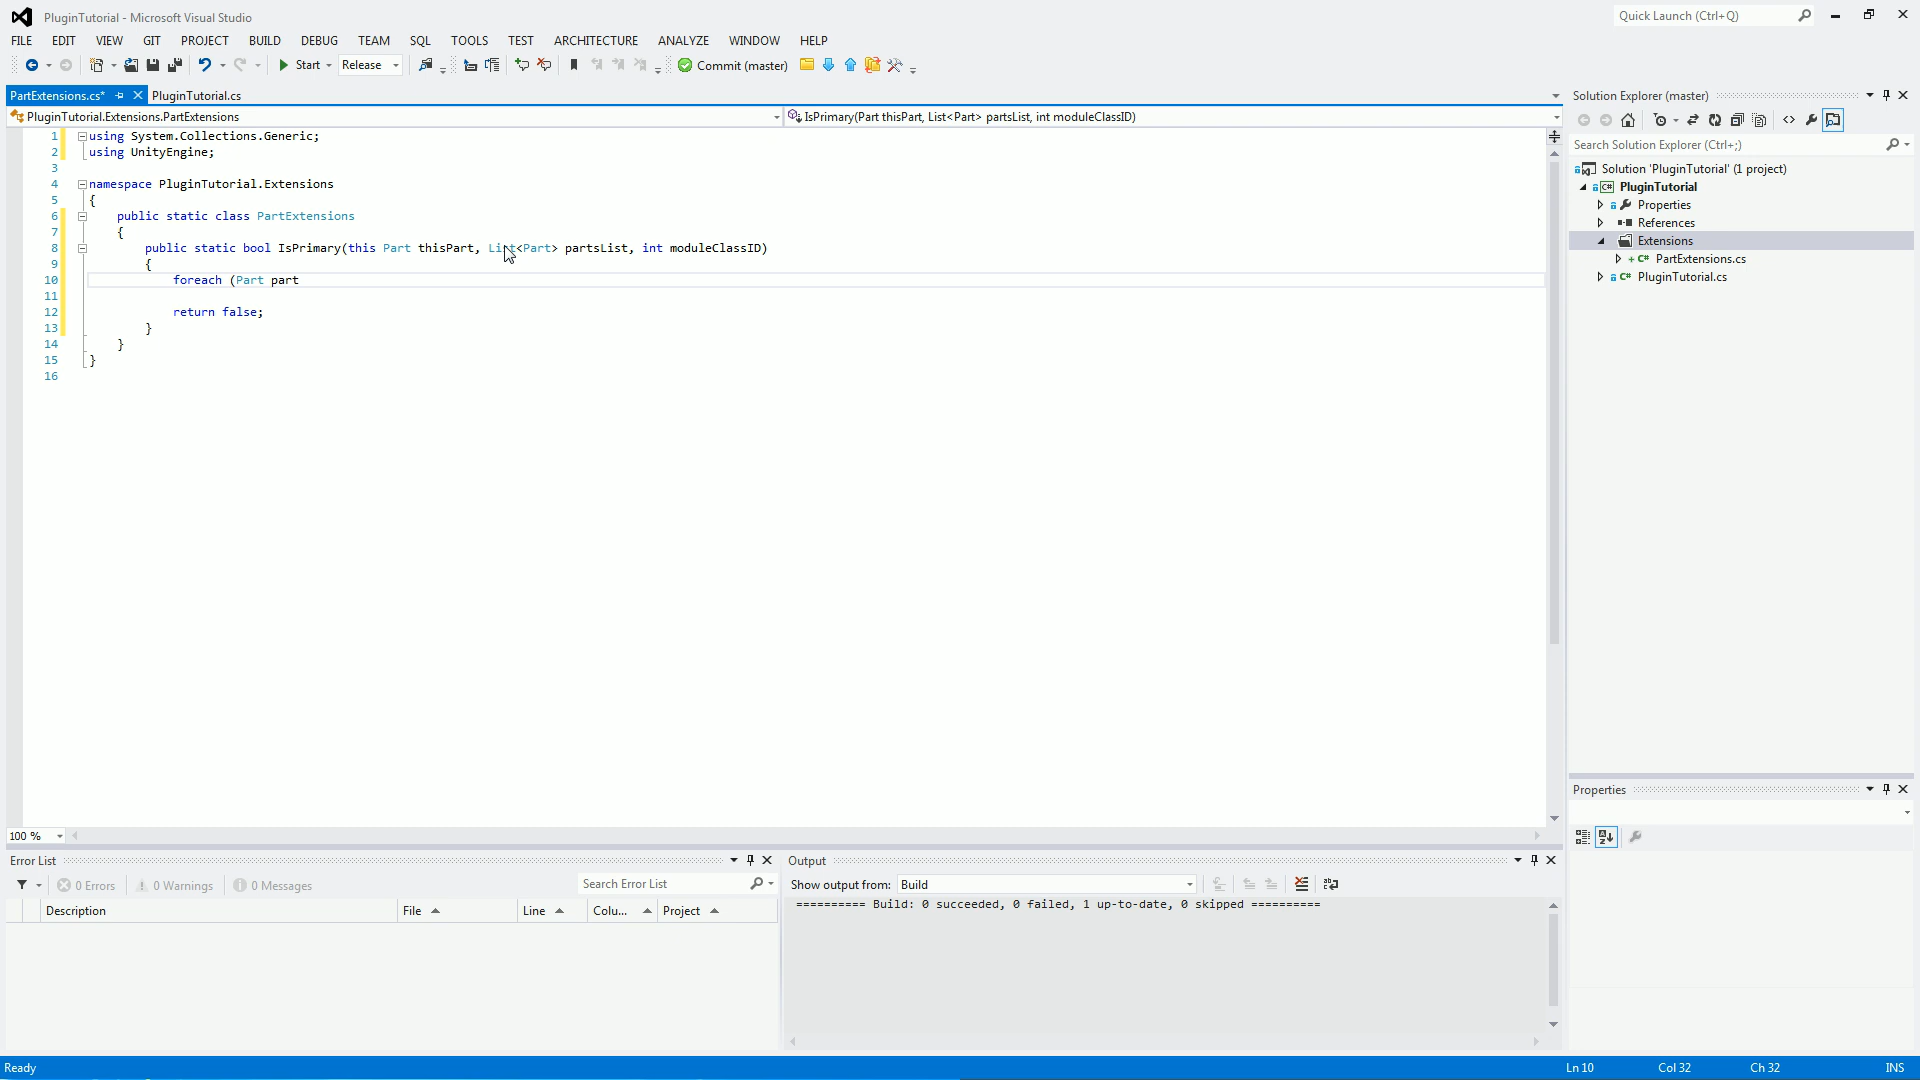 PluginTutorial - Microsoft Visual Studio
Quick Launch (Ctrl+Q)
FILE EDIT VIEW GIT PROJECT BUILD DEBUG TEAM SQL TOOLS TEST ARCHITECTURE ANALYZE WINDOW HELP
Start Release Commit (master)
PartExtensions.cs* PluginTutorial.cs
PluginTutorial.Extensions.PartExtensions
IsPrimary(Part thisPart, List<Part> partsList, int moduleClassID)
1 using System.Collections.Generic;
2 using UnityEngine;
3
4 namespace PluginTutorial.Extensions
5 {
6 public static class PartExtensions
7 {
8 public static bool IsPrimary(this Part thisPart, List<Part> partsList, int moduleClassID)
9 {
10 foreach (Part part
11
12 return false;
13 }
14 }
15 }
16
100 %
Solution Explorer (master)
Search Solution Explorer (Ctrl+;)
Solution 'PluginTutorial' (1 project)
C# PluginTutorial
Properties
References
Extensions
+ C# PartExtensions.cs
C# PluginTutorial.cs
Properties
Error List
0 Errors 0 Warnings 0 Messages
Search Error List
Description File Line Colu... Project
Output
Show output from: Build
========== Build: 0 succeeded, 0 failed, 1 up-to-date, 0 skipped ==========
Ready Ln 10 Col 32 Ch 32 INS